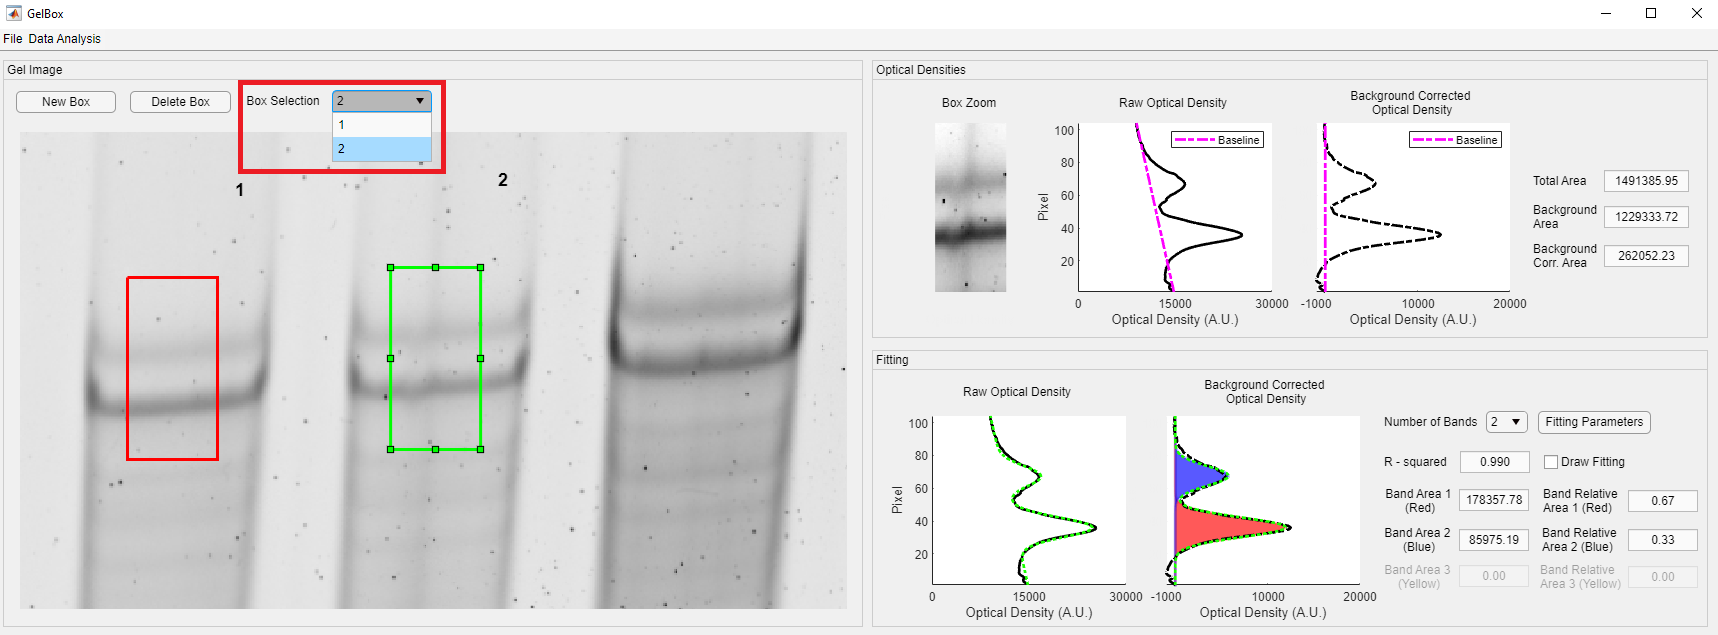 GelBox
File Data Analysis
Gel Image
New Box
Delete Box
Box Selection
2
1
2
1
2
Optical Densities
Box Zoom
Raw Optical Density
Baseline
100
80
60
40
20
Pixel
0
15000
30000
Optical Density (A.U.)
Background Corrected
Optical Density
Baseline
-1000
10000
20000
Optical Density (A.U.)
Total Area
1491385.95
Background
Area
1229333.72
Background
Corr. Area
262052.23
Fitting
Raw Optical Density
100
80
60
40
20
Pixel
0
15000
30000
Optical Density (A.U.)
Background Corrected
Optical Density
-1000
10000
20000
Optical Density (A.U.)
Number of Bands
2
Fitting Parameters
R - squared
0.990
Draw Fitting
Band Area 1
(Red)
178357.78
Band Relative
Area 1 (Red)
0.67
Band Area 2
(Blue)
85975.19
Band Relative
Area 2 (Blue)
0.33
Band Area 3
(Yellow)
0.00
Band Relative
Area 3 (Yellow)
0.00